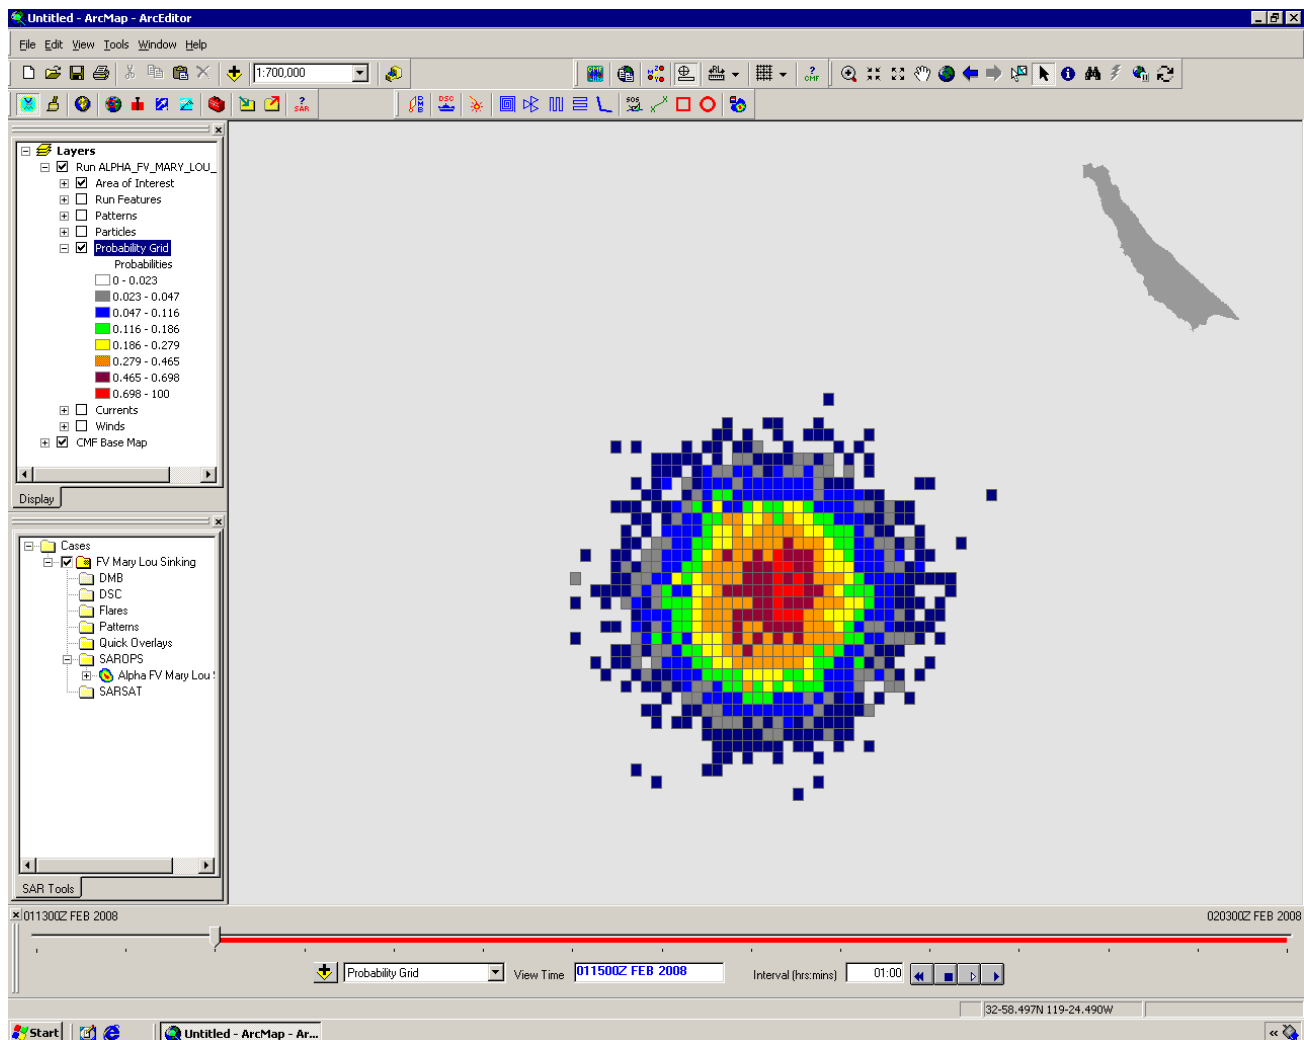 Untitled - ArcMap - ArcEditor
File Edit View Tools Window Help
1:700,000
? CMF
? SAR
DMB
DSC
SOS
Layers
Run ALPHA_FV_MARY_LOU_
Area of Interest
Run Features
Patterns
Particles
Probability Grid
Probabilities
0 - 0.023
0.023 - 0.047
0.047 - 0.116
0.116 - 0.186
0.186 - 0.279
0.279 - 0.465
0.465 - 0.698
0.698 - 100
Currents
Winds
CMF Base Map
Display
Cases
FV Mary Lou Sinking
DMB
DSC
Flares
Patterns
Quick Overlays
SAROPS
Alpha FV Mary Lou
SARSAT
SAR Tools
011300Z FEB 2008
020300Z FEB 2008
Probability Grid
View Time
011500Z FEB 2008
Interval (hrs:mins)
01:00
32-58.497N 119-24.490W
Start
Untitled - ArcMap - Ar...